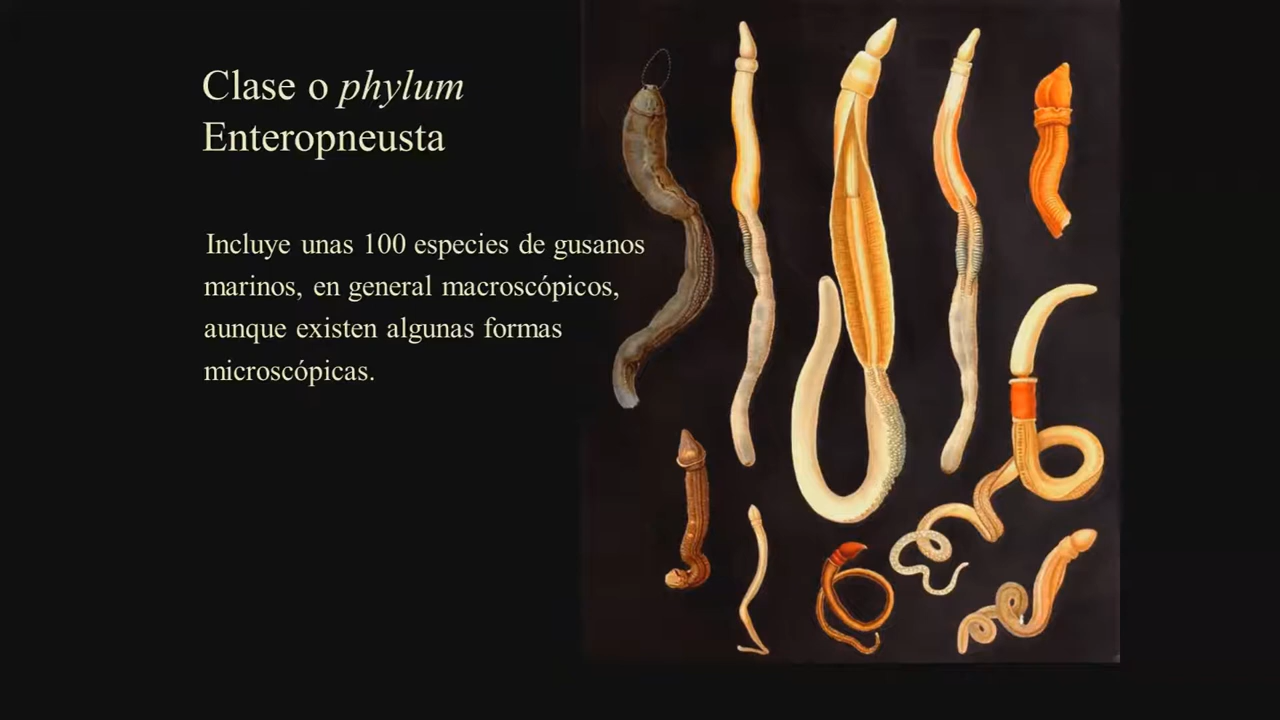 Clase o phylum
Enteropneusta
Incluye unas 100 especies de gusanos
marinos, en general macroscópicos,
aunque existen algunas formas
microscópicas.